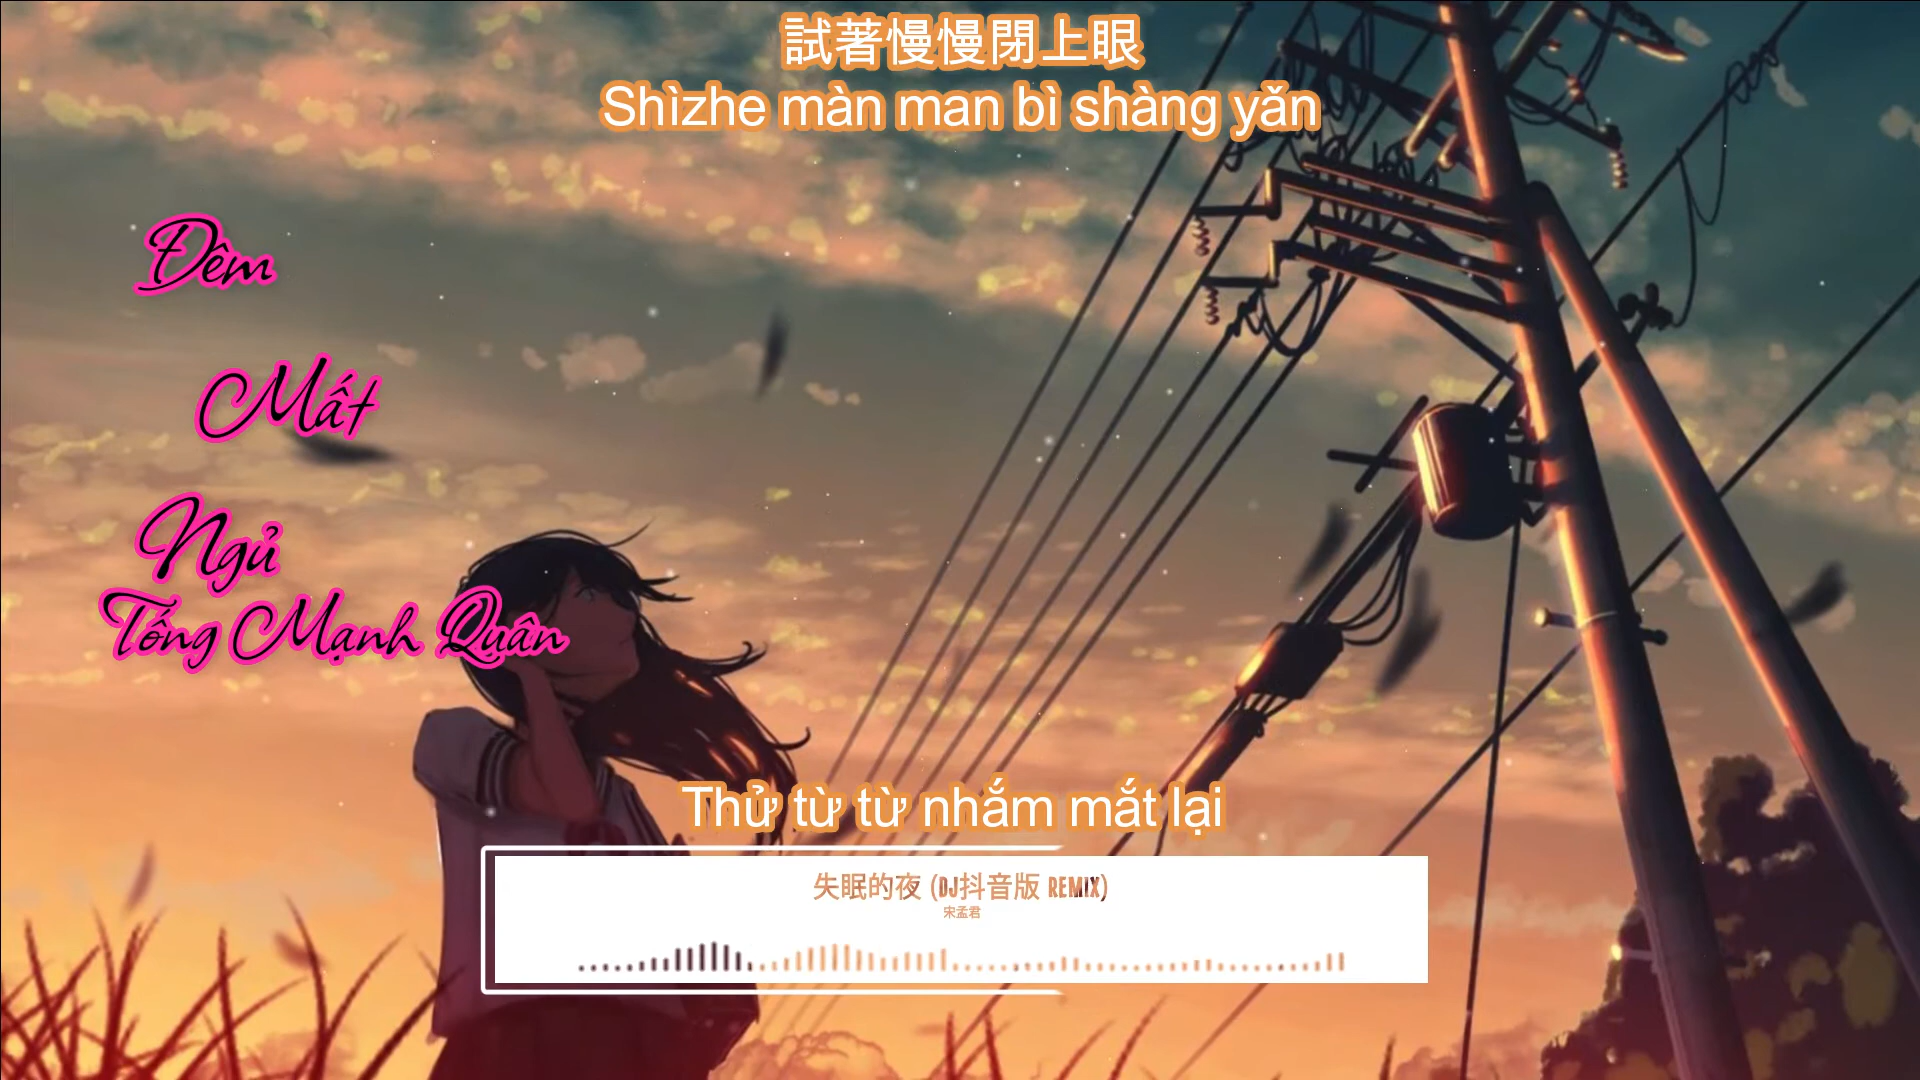 試著慢慢閉上眼
Shìzhe màn man bì shàng yǎn
Đêm
Mất
Ngủ
Tống Mạnh Quân
Thử từ từ nhắm mắt lại
失眠的夜 (DJ抖音版 REMIX)
宋孟君